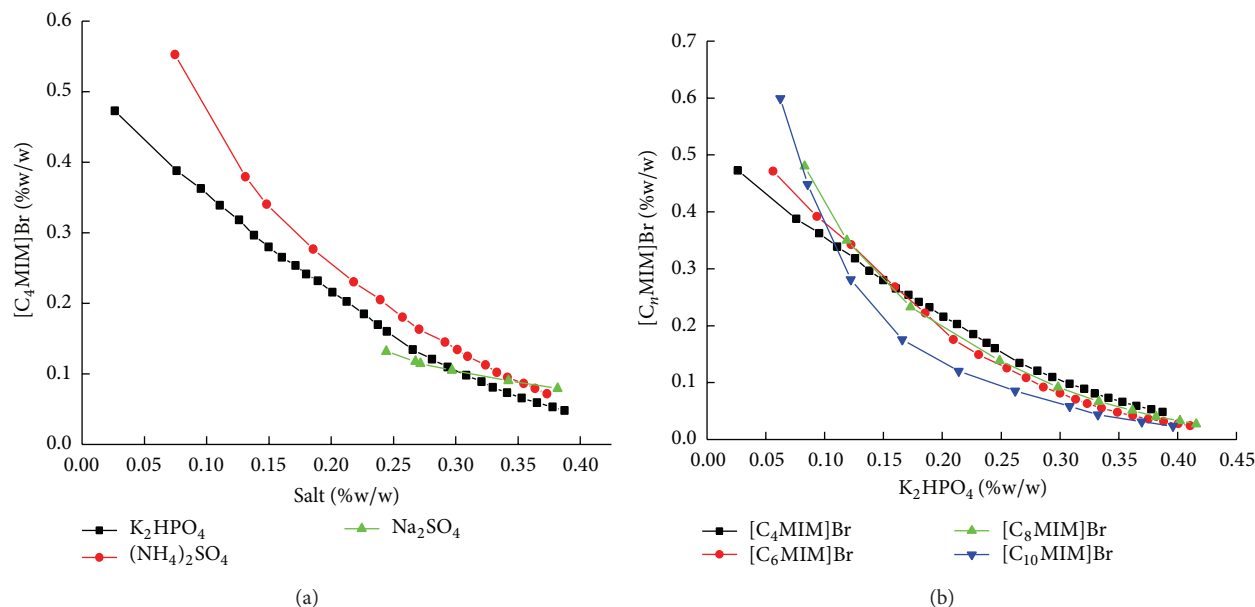 0.6
0.5
0.4
0.3
0.2
0.1
0.0
[C₄MIM]Br (%w/w)
0.00 0.05 0.10 0.15 0.20 0.25 0.30 0.35 0.40
Salt (%w/w)
K₂HPO₄
Na₂SO₄
(NH₄)₂SO₄
(a)
0.7
0.6
0.5
0.4
0.3
0.2
0.1
0.0
[CₙMIM]Br (%w/w)
0.00 0.05 0.10 0.15 0.20 0.25 0.30 0.35 0.40 0.45
K₂HPO₄ (%w/w)
[C₄MIM]Br
[C₈MIM]Br
[C₆MIM]Br
[C₁₀MIM]Br
(b)